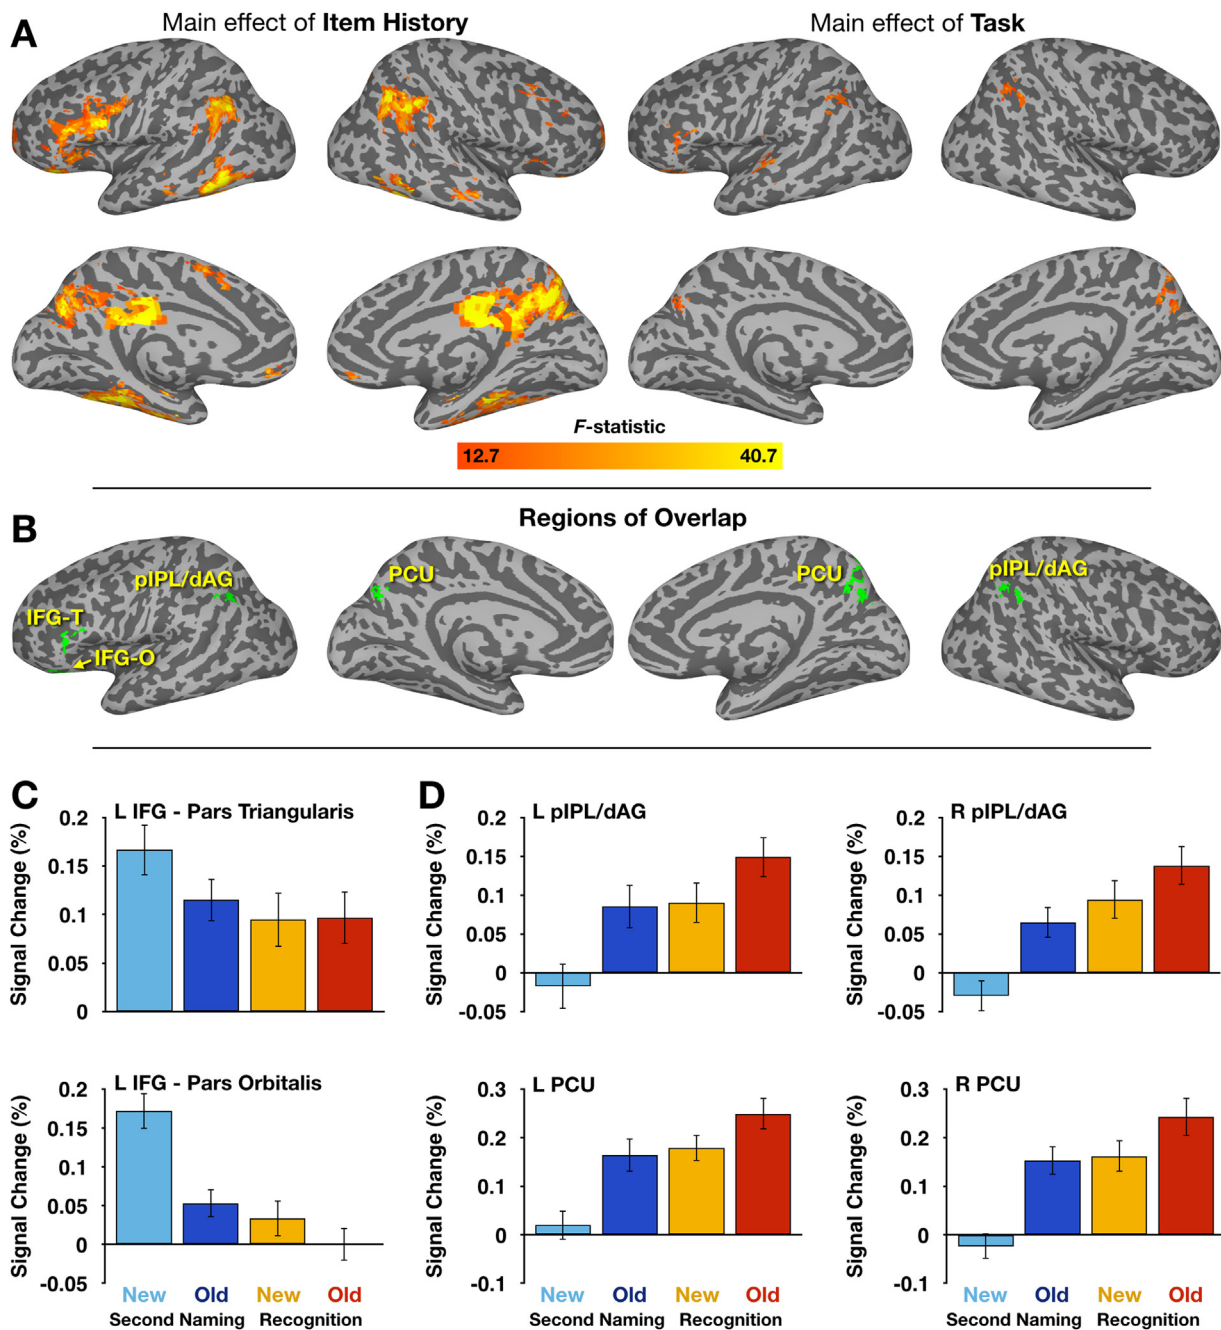 A
Main effect of Item History
Main effect of Task
F-statistic
12.7
40.7
B
Regions of Overlap
pIPL/dAG
IFG-T
IFG-O
PCU
PCU
pIPL/dAG
C
L IFG - Pars Triangularis
Signal Change (%)
0.2
0.15
0.1
0.05
0
D
L pIPL/dAG
Signal Change (%)
0.2
0.15
0.1
0.05
0
-0.05
R pIPL/dAG
Signal Change (%)
0.2
0.15
0.1
0.05
0
-0.05
L IFG - Pars Orbitalis
Signal Change (%)
0.2
0.15
0.1
0.05
0
-0.05
New Old New Old
Second Naming Recognition
L PCU
Signal Change (%)
0.3
0.2
0.1
0
-0.1
New Old New Old
Second Naming Recognition
R PCU
Signal Change (%)
0.3
0.2
0.1
0
-0.1
New Old New Old
Second Naming Recognition